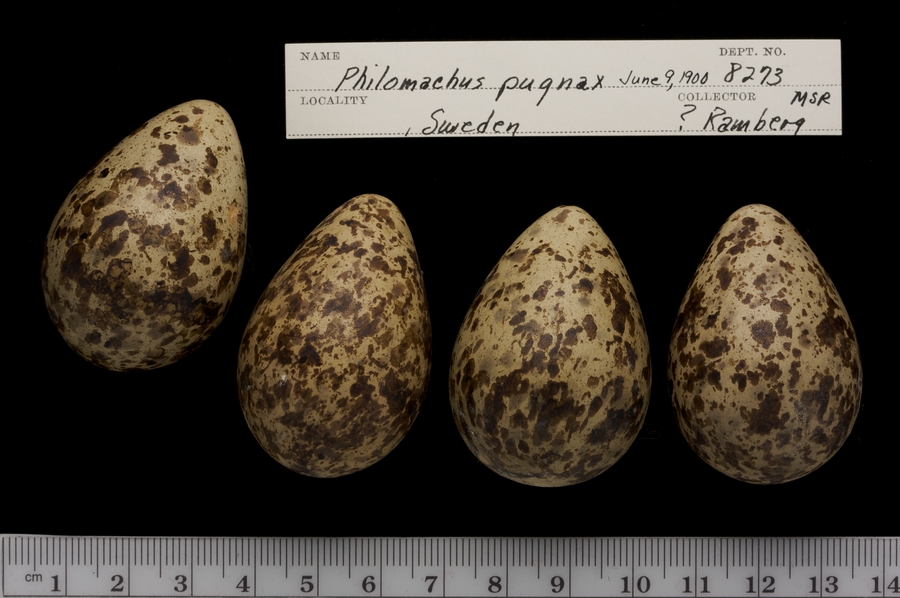 NAME DEPT. NO.
Philomachus pugnax June 9, 1900 8273
LOCALITY COLLECTOR MSR
, Sweden ? Ramberg
cm 1 2 3 4 5 6 7 8 9 10 11 12 13 14